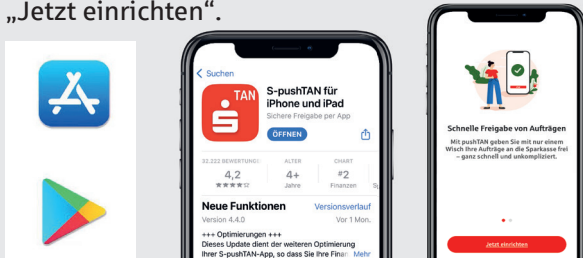 „Jetzt einrichten“.
Suchen
TAN
S-pushTAN für
iPhone und iPad
Sichere Freigabe per App
ÖFFNEN
32.222 BEWERTUNG
ALTER
CHART
4,2
4+
#2
Jahre
Finanzen
Neue Funktionen
Versionsverlauf
Version 4.4.0
Vor 1 Mon.
+++ Optimierungen +++
Dieses Update dient der weiteren Optimierung
Ihrer S-pushTAN-App, so dass Sie Ihre Finan
Mehr
Schnelle Freigabe von Aufträgen
Mit pushTAN geben Sie mit nur einem
Wisch Ihre Aufträge an die Sparkasse frei
– ganz schnell und unkompliziert.
Jetzt einrichten